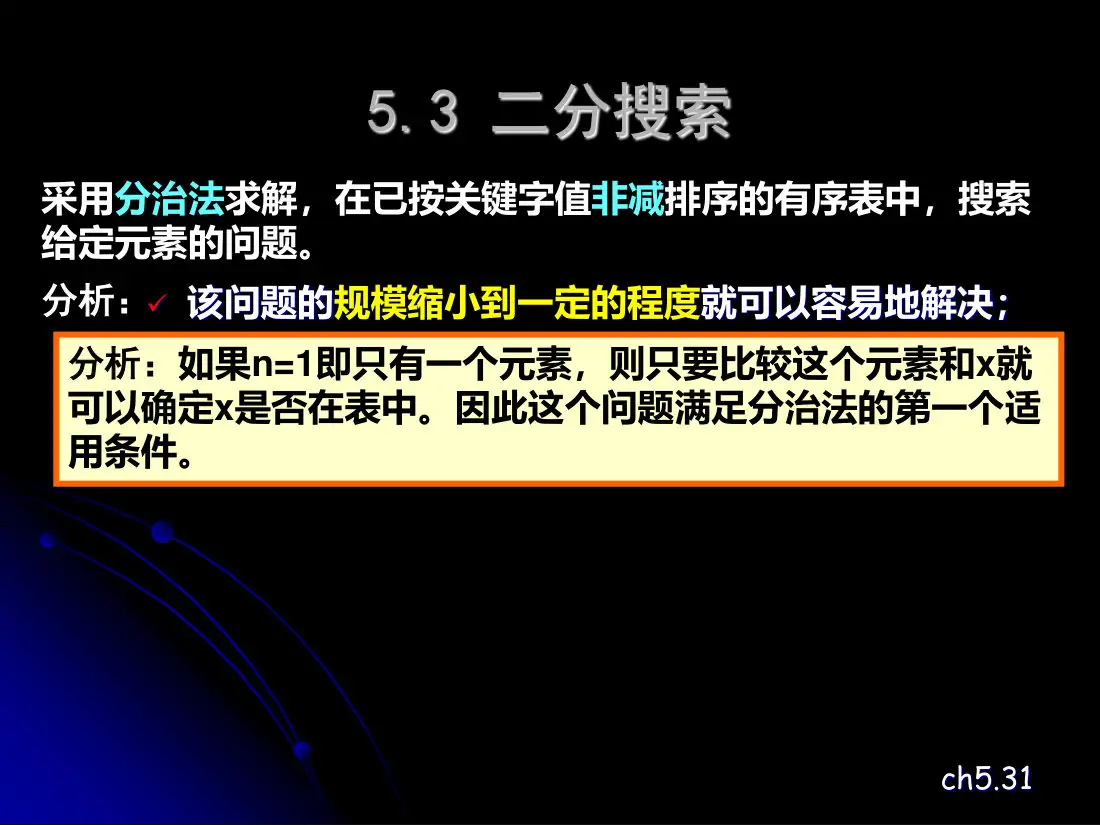 5.3 二分搜索
采用分治法求解，在已按关键字值非减排序的有序表中，搜索
给定元素的问题。
分析：✓ 该问题的规模缩小到一定的程度就可以容易地解决；
分析：如果n=1即只有一个元素，则只要比较这个元素和x就
可以确定x是否在表中。因此这个问题满足分治法的第一个适
用条件。
ch5.31